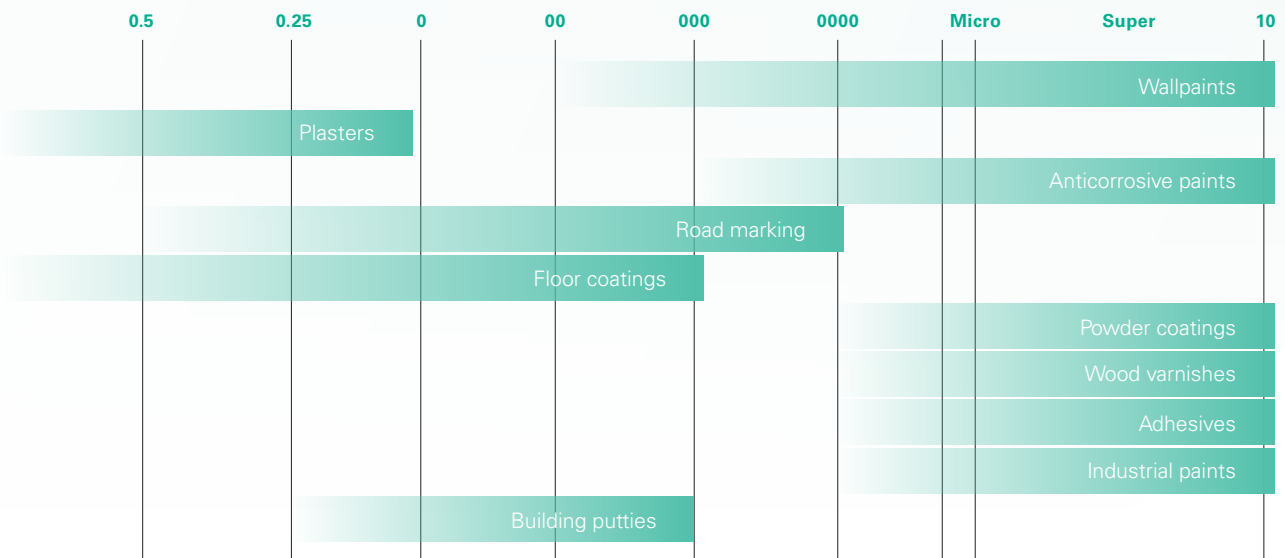 0.5 0.25 0 00 000 0000 Micro Super 10
Wallpaints
Plasters
Anticorrosive paints
Road marking
Floor coatings
Powder coatings
Wood varnishes
Adhesives
Industrial paints
Building putties